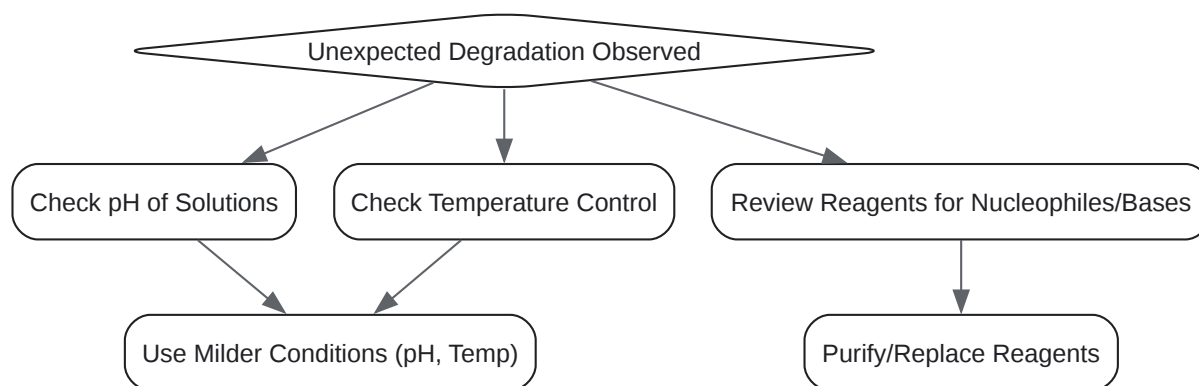 Unexpected Degradation Observed
Check pH of Solutions
Check Temperature Control
Review Reagents for Nucleophiles/Bases
Use Milder Conditions (pH, Temp)
Purify/Replace Reagents